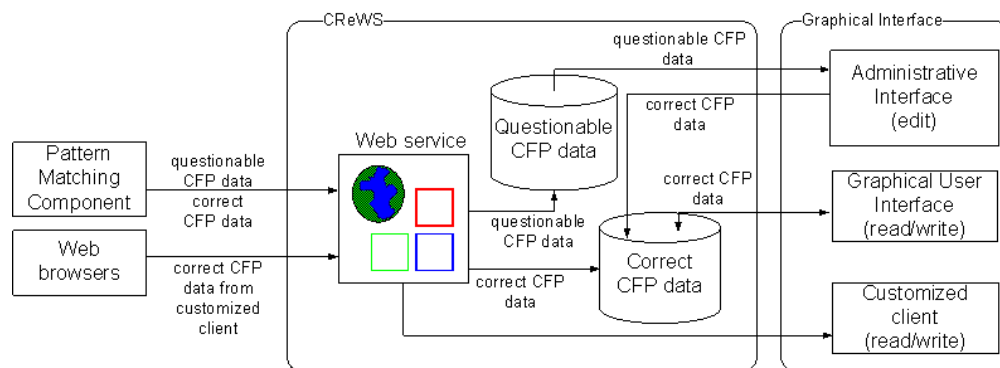 CReWS
Graphical Interface
questionable CFP
data
Administrative
Interface
(edit)
correct CFP
data
Questionable
CFP data
Web service
Pattern
Matching
Component
questionable
CFP data
correct
CFP data
correct CFP
data
Graphical User
Interface
(read/write)
questionable
CFP data
Web
browsers
correct CFP
data from
customized
client
Correct
CFP data
correct CFP
data
Customized
client
(read/write)